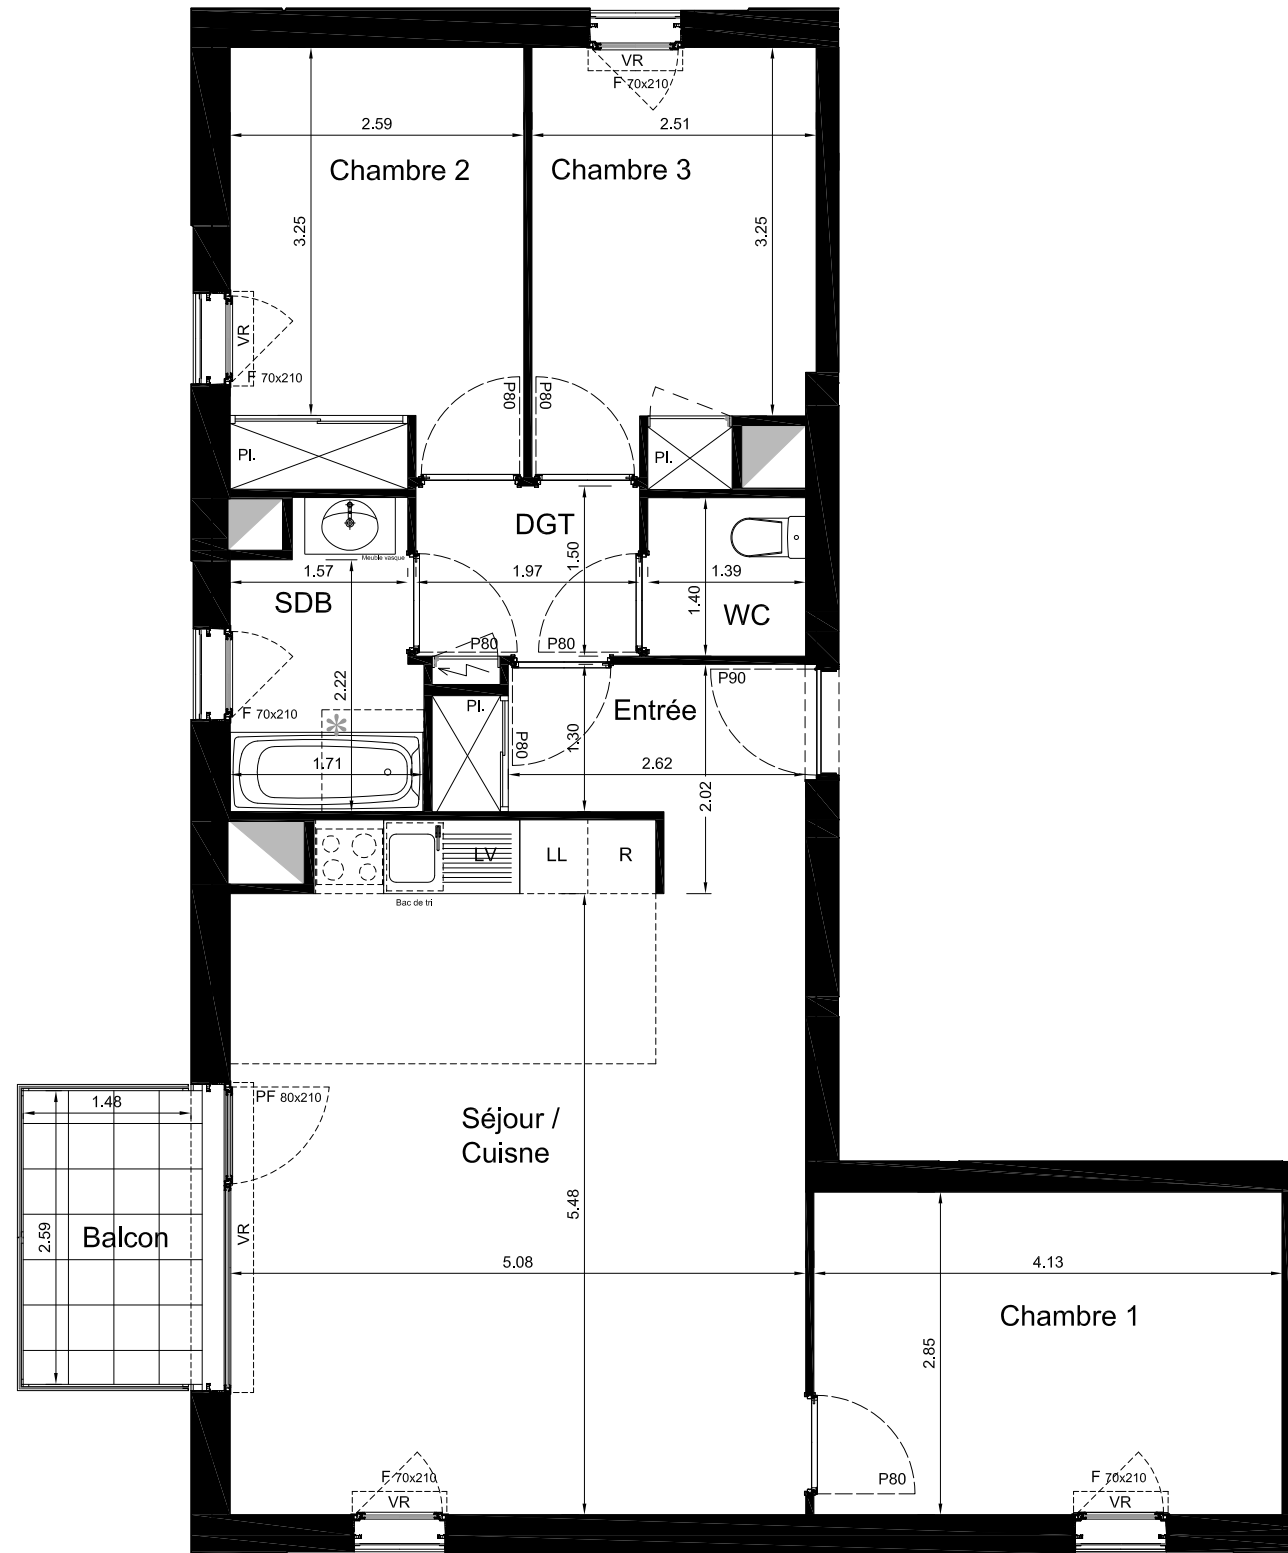 VR
F 70x210
2.59
2.51
Chambre 2
Chambre 3
3.25
3.25
VR
F 70x210
P80
P80
Pl.
Pl.
DGT
Meuble vasque
1.57
1.97
1.50
1.39
1.40
SDB
WC
P80
P80
2.22
P90
F 70x210
Pl.
Entrée
P80
1.30
1.71
2.62
2.02
LV
LL
R
Bac de tri
PF 80x210
1.48
Séjour /
Cuisne
5.48
2.59
Balcon
VR
5.08
4.13
Chambre 1
2.85
F 70x210
VR
P80
F 70x210
VR